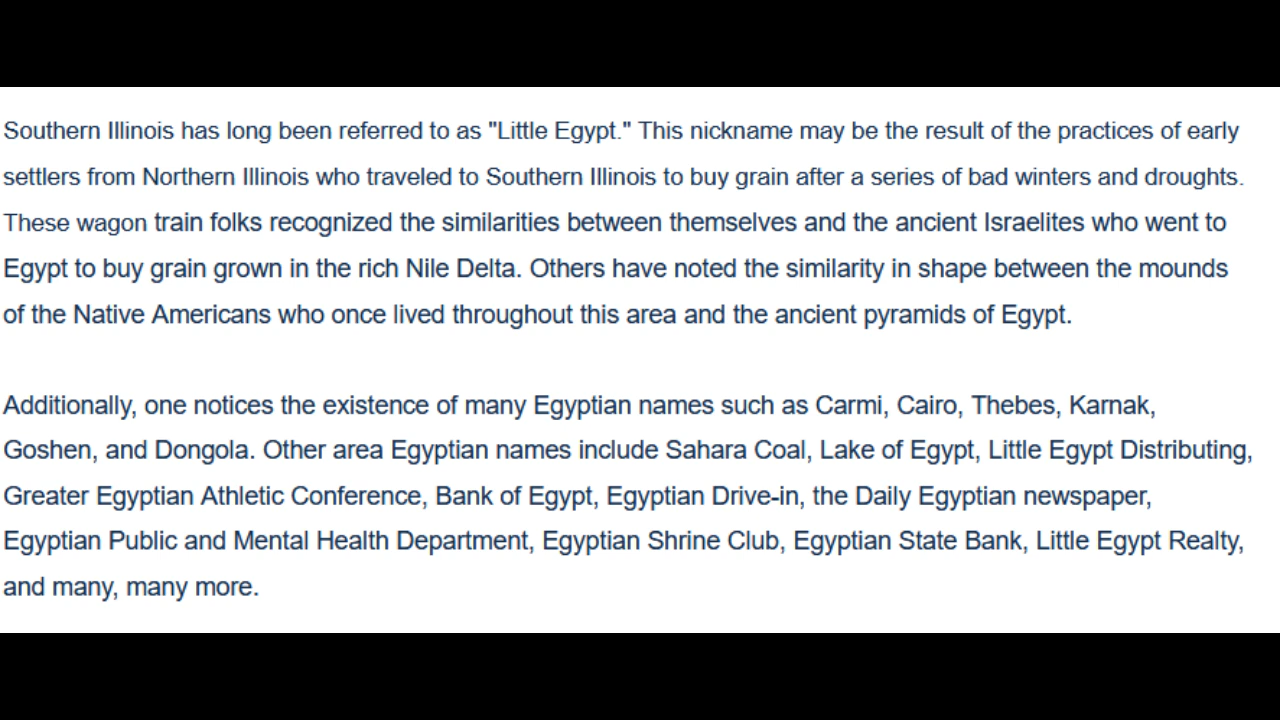 Southern Illinois has long been referred to as "Little Egypt." This nickname may be the result of the practices of early
settlers from Northern Illinois who traveled to Southern Illinois to buy grain after a series of bad winters and droughts.
These wagon train folks recognized the similarities between themselves and the ancient Israelites who went to
Egypt to buy grain grown in the rich Nile Delta. Others have noted the similarity in shape between the mounds
of the Native Americans who once lived throughout this area and the ancient pyramids of Egypt.
Additionally, one notices the existence of many Egyptian names such as Carmi, Cairo, Thebes, Karnak,
Goshen, and Dongola. Other area Egyptian names include Sahara Coal, Lake of Egypt, Little Egypt Distributing,
Greater Egyptian Athletic Conference, Bank of Egypt, Egyptian Drive-in, the Daily Egyptian newspaper,
Egyptian Public and Mental Health Department, Egyptian Shrine Club, Egyptian State Bank, Little Egypt Realty,
and many, many more.